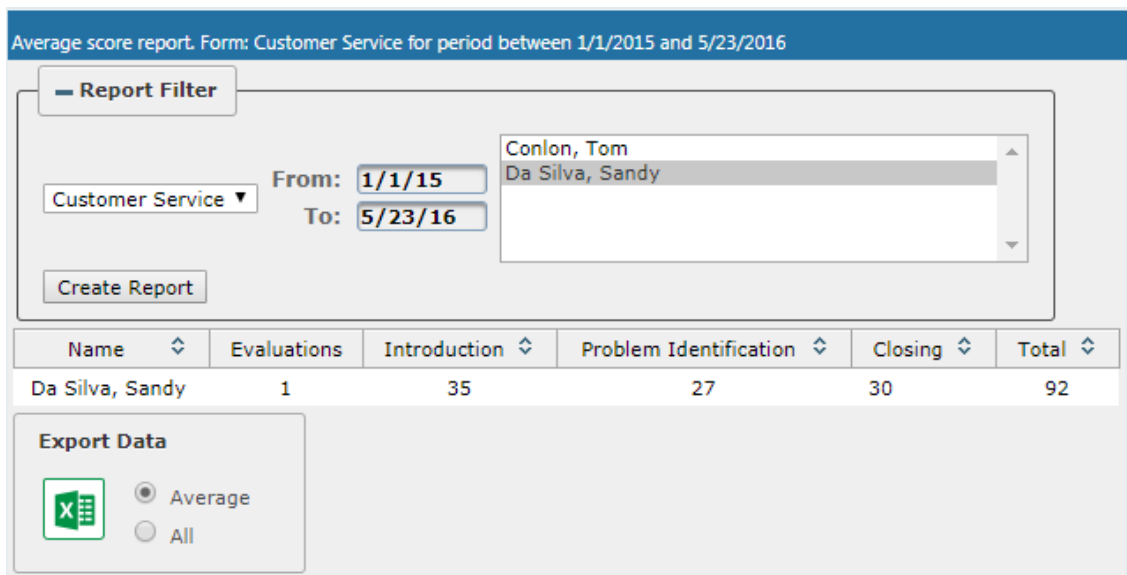 Average score report. Form: Customer Service for period between 1/1/2015 and 5/23/2016
Report Filter
Customer Service
From: 1/1/15
To: 5/23/16
Conlon, Tom
Da Silva, Sandy
Create Report
Name Evaluations Introduction Problem Identification Closing Total
Da Silva, Sandy 1 35 27 30 92
Export Data
Average
All